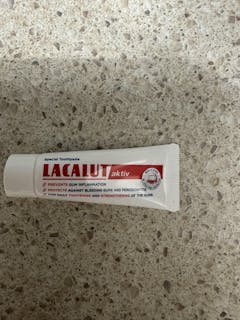 Special Toothpaste
LACALUT aktiv
PREVENTS GUM INFLAMMATION
PROTECTS AGAINST BLEEDING GUMS AND PERIODONTITIS
TIGHTENING AND STRENGTHENING OF THE GUMS